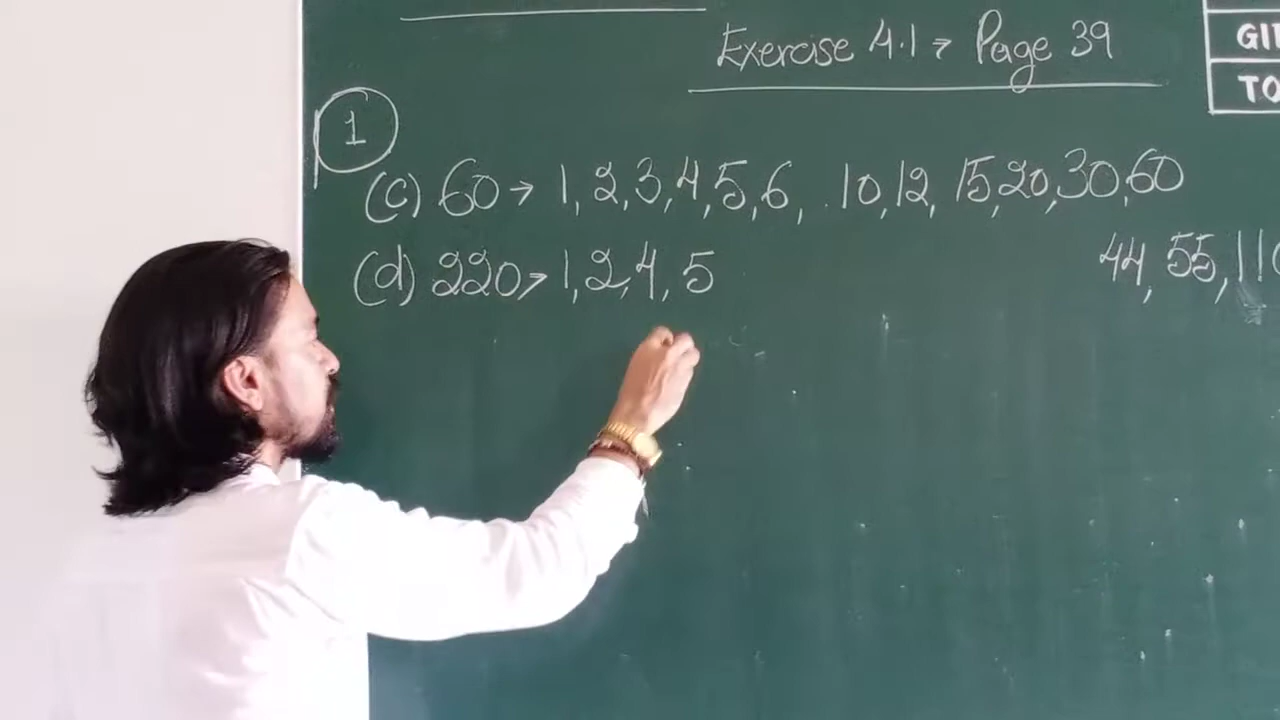 Exercise 4.1 → Page 39
GI
TO
1
(c) 60 → 1, 2, 3, 4, 5, 6, . 10, 12, 15, 20, 30, 60
(d) 220 → 1, 2, 4, 5 44, 55, 110